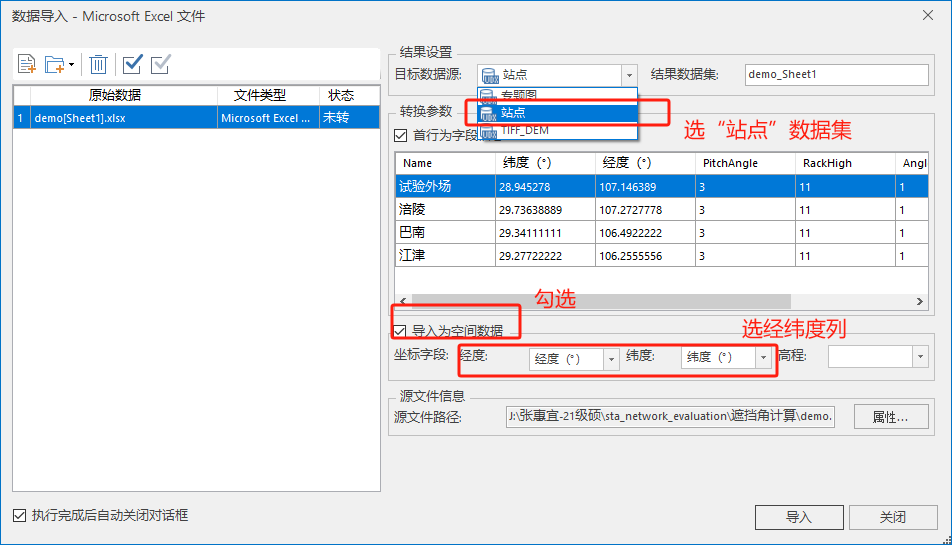 数据导入 - Microsoft Excel 文件
原始数据 文件类型 状态
1 demo[Sheet1].xlsx Microsoft Excel ... 未转
结果设置
目标数据源: 站点 结果数据集: demo_Sheet1
专题图
站点
TIFF_DEM
选“站点”数据集
转换参数
首行为字段
Name 纬度（°） 经度（°） PitchAngle RackHigh Angl
试验外场 28.945278 107.146389 3 11 1
涪陵 29.73638889 107.2727778 3 11 1
巴南 29.34111111 106.4922222 3 11 1
江津 29.27722222 106.2555556 3 11 1
勾选
导入为空间数据
选经纬度列
坐标字段: 经度: 经度（°） 纬度: 纬度（°） 高程:
源文件信息
源文件路径: J:\张惠宜-21级硕\sta_network_evaluation\遮挡角计算\demo. 属性...
执行完成后自动关闭对话框
导入 关闭